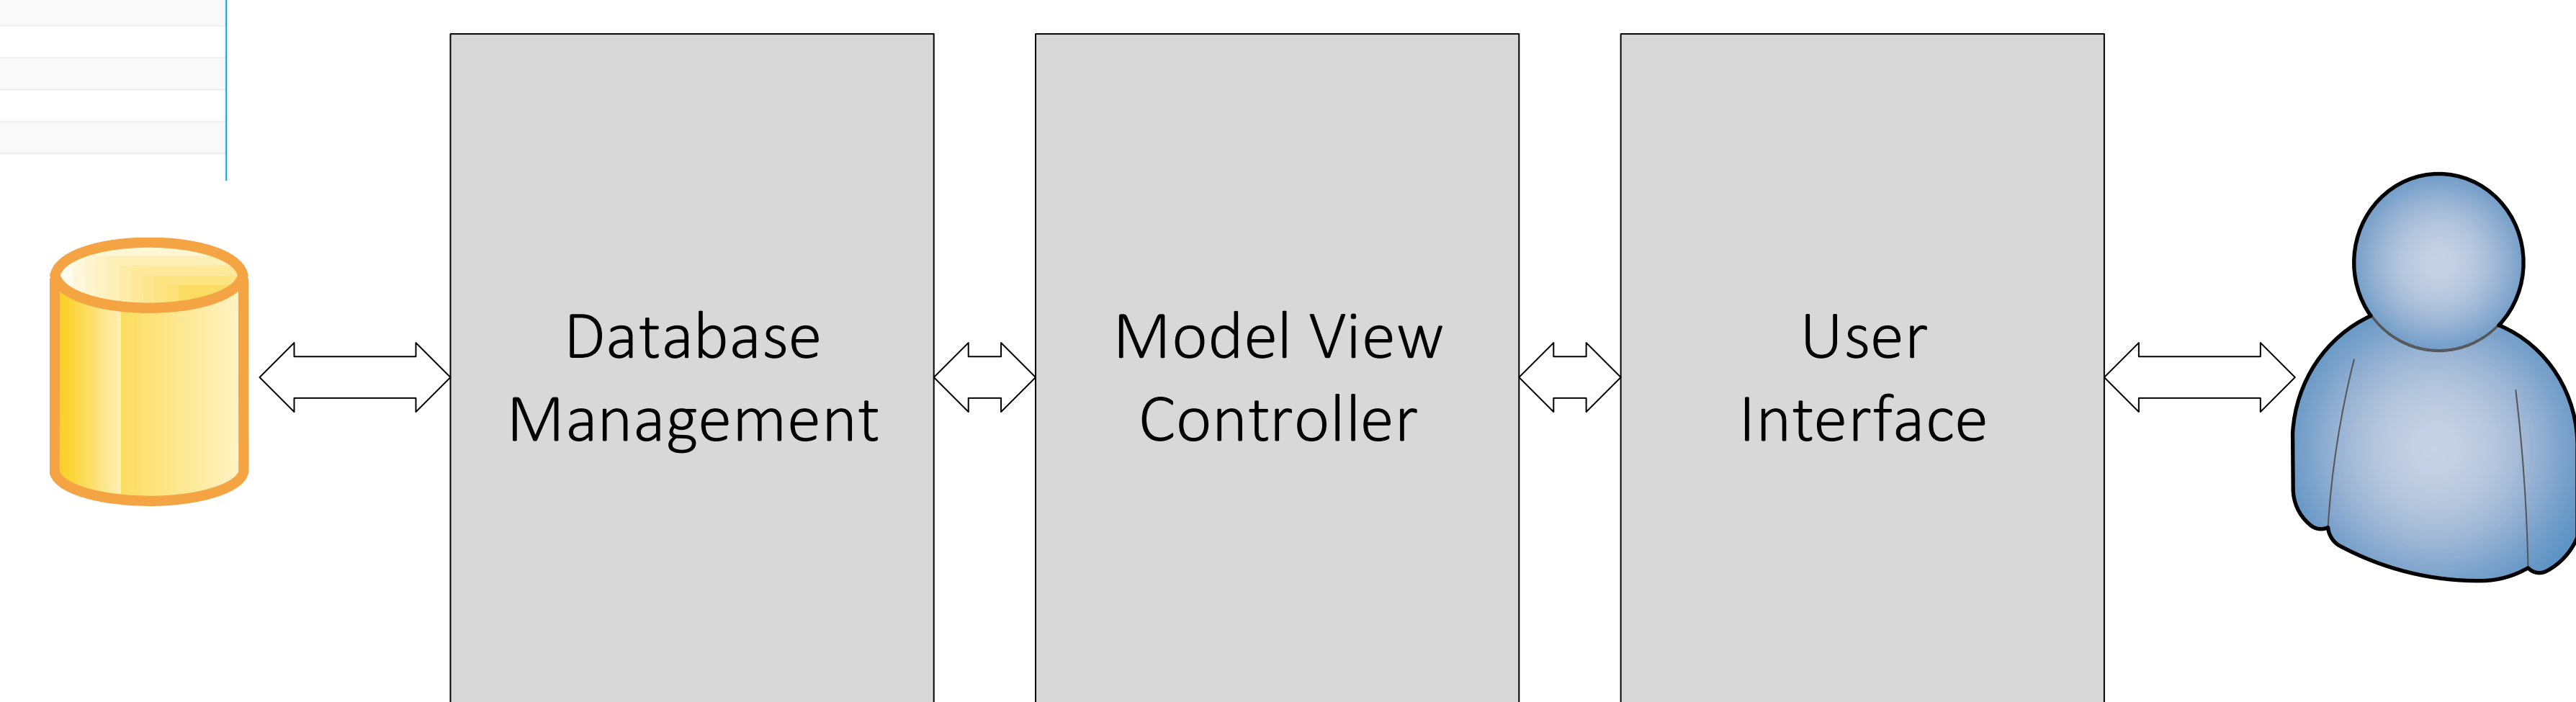 Database
Management
Model View
Controller
User
Interface